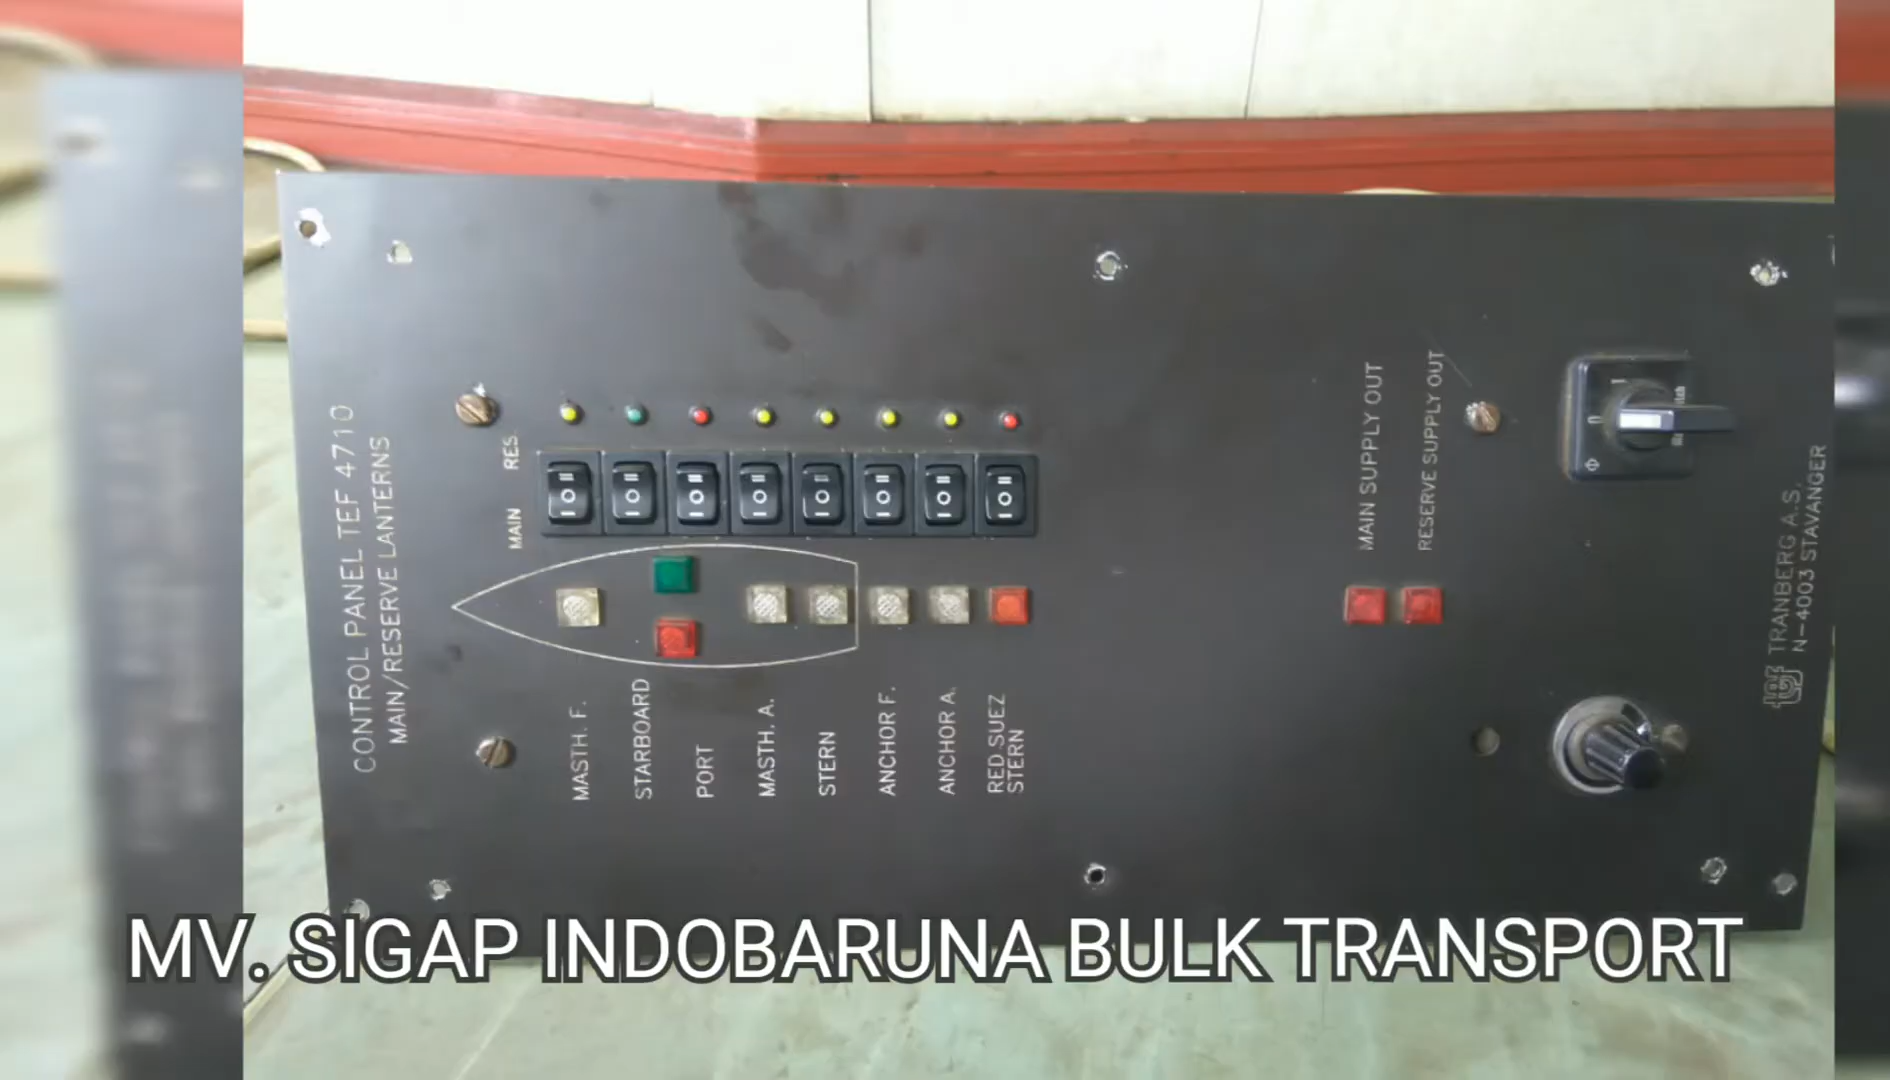 CONTROL PANEL TEF 4710
MAIN/RESERVE LANTERNS
MAIN RES.
MASTH. F.
STARBOARD
PORT
MASTH. A.
STERN
ANCHOR F.
ANCHOR A.
RED SUEZ
STERN
MAIN SUPPLY OUT
RESERVE SUPPLY OUT
tef TRANBERG A.S.
N-4003 STAVANGER
MV. SIGAP INDOBARUNA BULK TRANSPORT